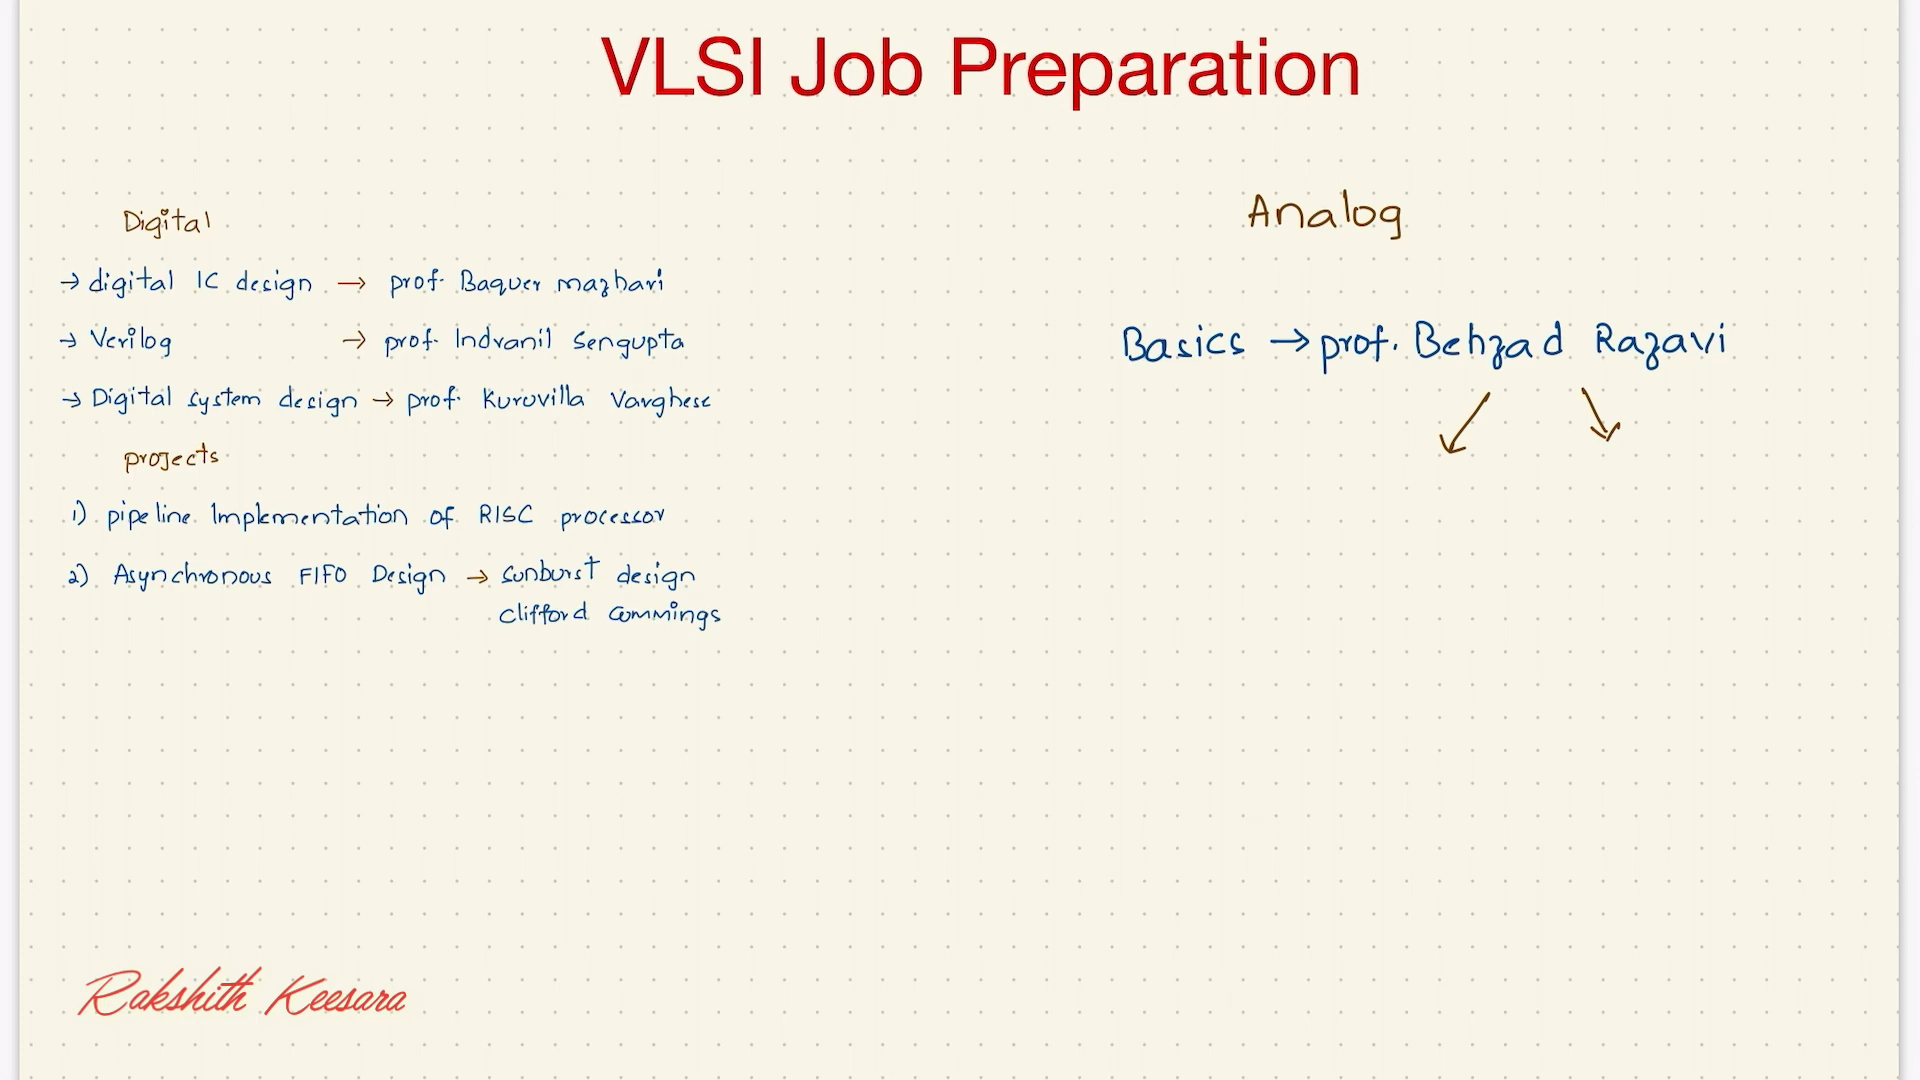 VLSI Job Preparation
Digital
→ digital IC design → prof. Baquer mazhari
→ Verilog → prof. Indranil Sengupta
→ Digital system design → prof. Kuruvilla Varghese
projects
1) pipeline Implementation of RISC processor
2) Asynchronous FIFO Design → sunburst design
Clifford Cummings
Analog
Basics → prof. Behzad Razavi
Rakshith Keesara